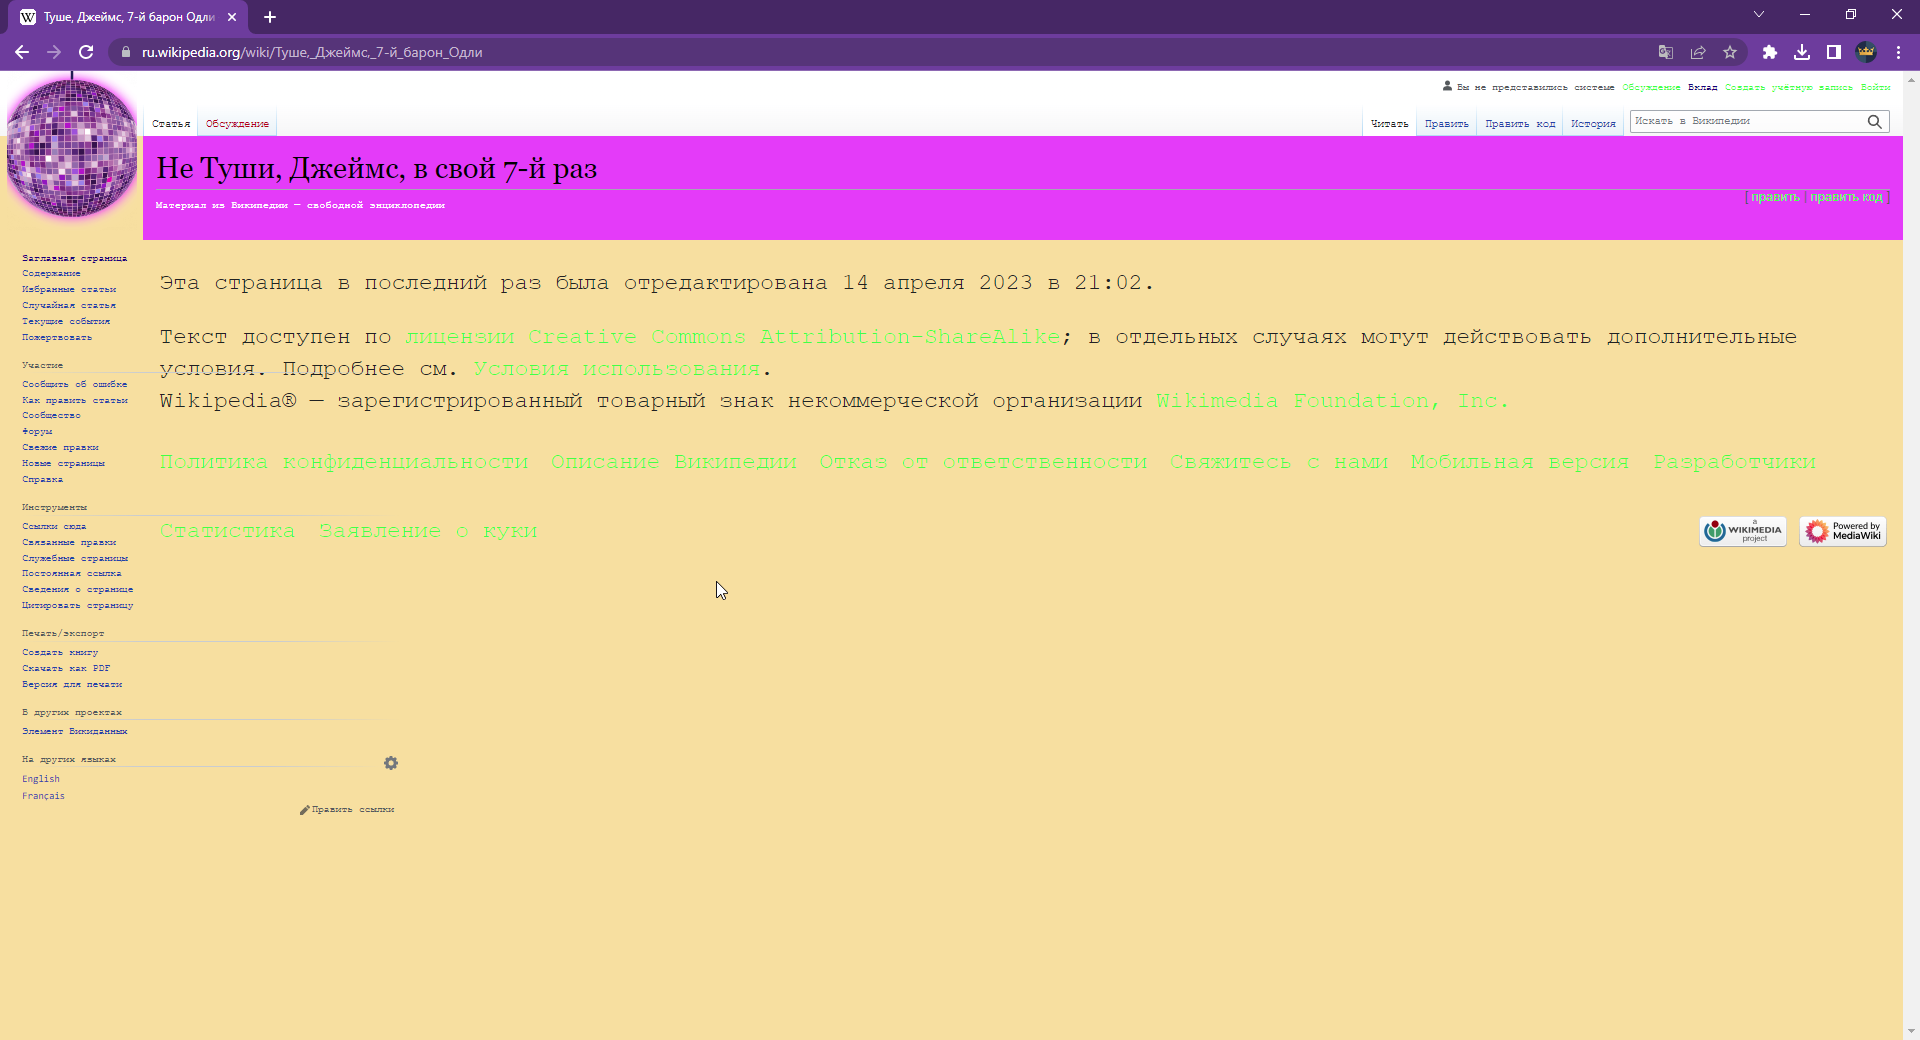 Туше, Джеймс, 7-й барон Одли
ru.wikipedia.org/wiki/Туше,_Джеймс,_7-й_барон_Одли
Вы не представились системе Обсуждение Вклад Создать учётную запись Войти
Статья Обсуждение Читать Править Править код История Искать в Википедии
Не Туши, Джеймс, в свой 7-й раз
[ править | править код ]
Материал из Википедии — свободной энциклопедии
Заглавная страница
Содержание
Избранные статьи
Случайная статья
Текущие события
Пожертвовать
Участие
Сообщить об ошибке
Как править статьи
Сообщество
Форум
Свежие правки
Новые страницы
Справка
Инструменты
Ссылки сюда
Связанные правки
Служебные страницы
Постоянная ссылка
Сведения о странице
Цитировать страницу
Печать/экспорт
Создать книгу
Скачать как PDF
Версия для печати
В других проектах
Элемент Викиданных
На других языках
English
Français
Править ссылки
Эта страница в последний раз была отредактирована 14 апреля 2023 в 21:02.
Текст доступен по лицензии Creative Commons Attribution-ShareAlike; в отдельных случаях могут действовать дополнительные
условия. Подробнее см. Условия использования.
Wikipedia® — зарегистрированный товарный знак некоммерческой организации Wikimedia Foundation, Inc.
Политика конфиденциальности Описание Википедии Отказ от ответственности Свяжитесь с нами Мобильная версия Разработчики
Статистика Заявление о куки
a
WIKIMEDIA
project
Powered by
MediaWiki